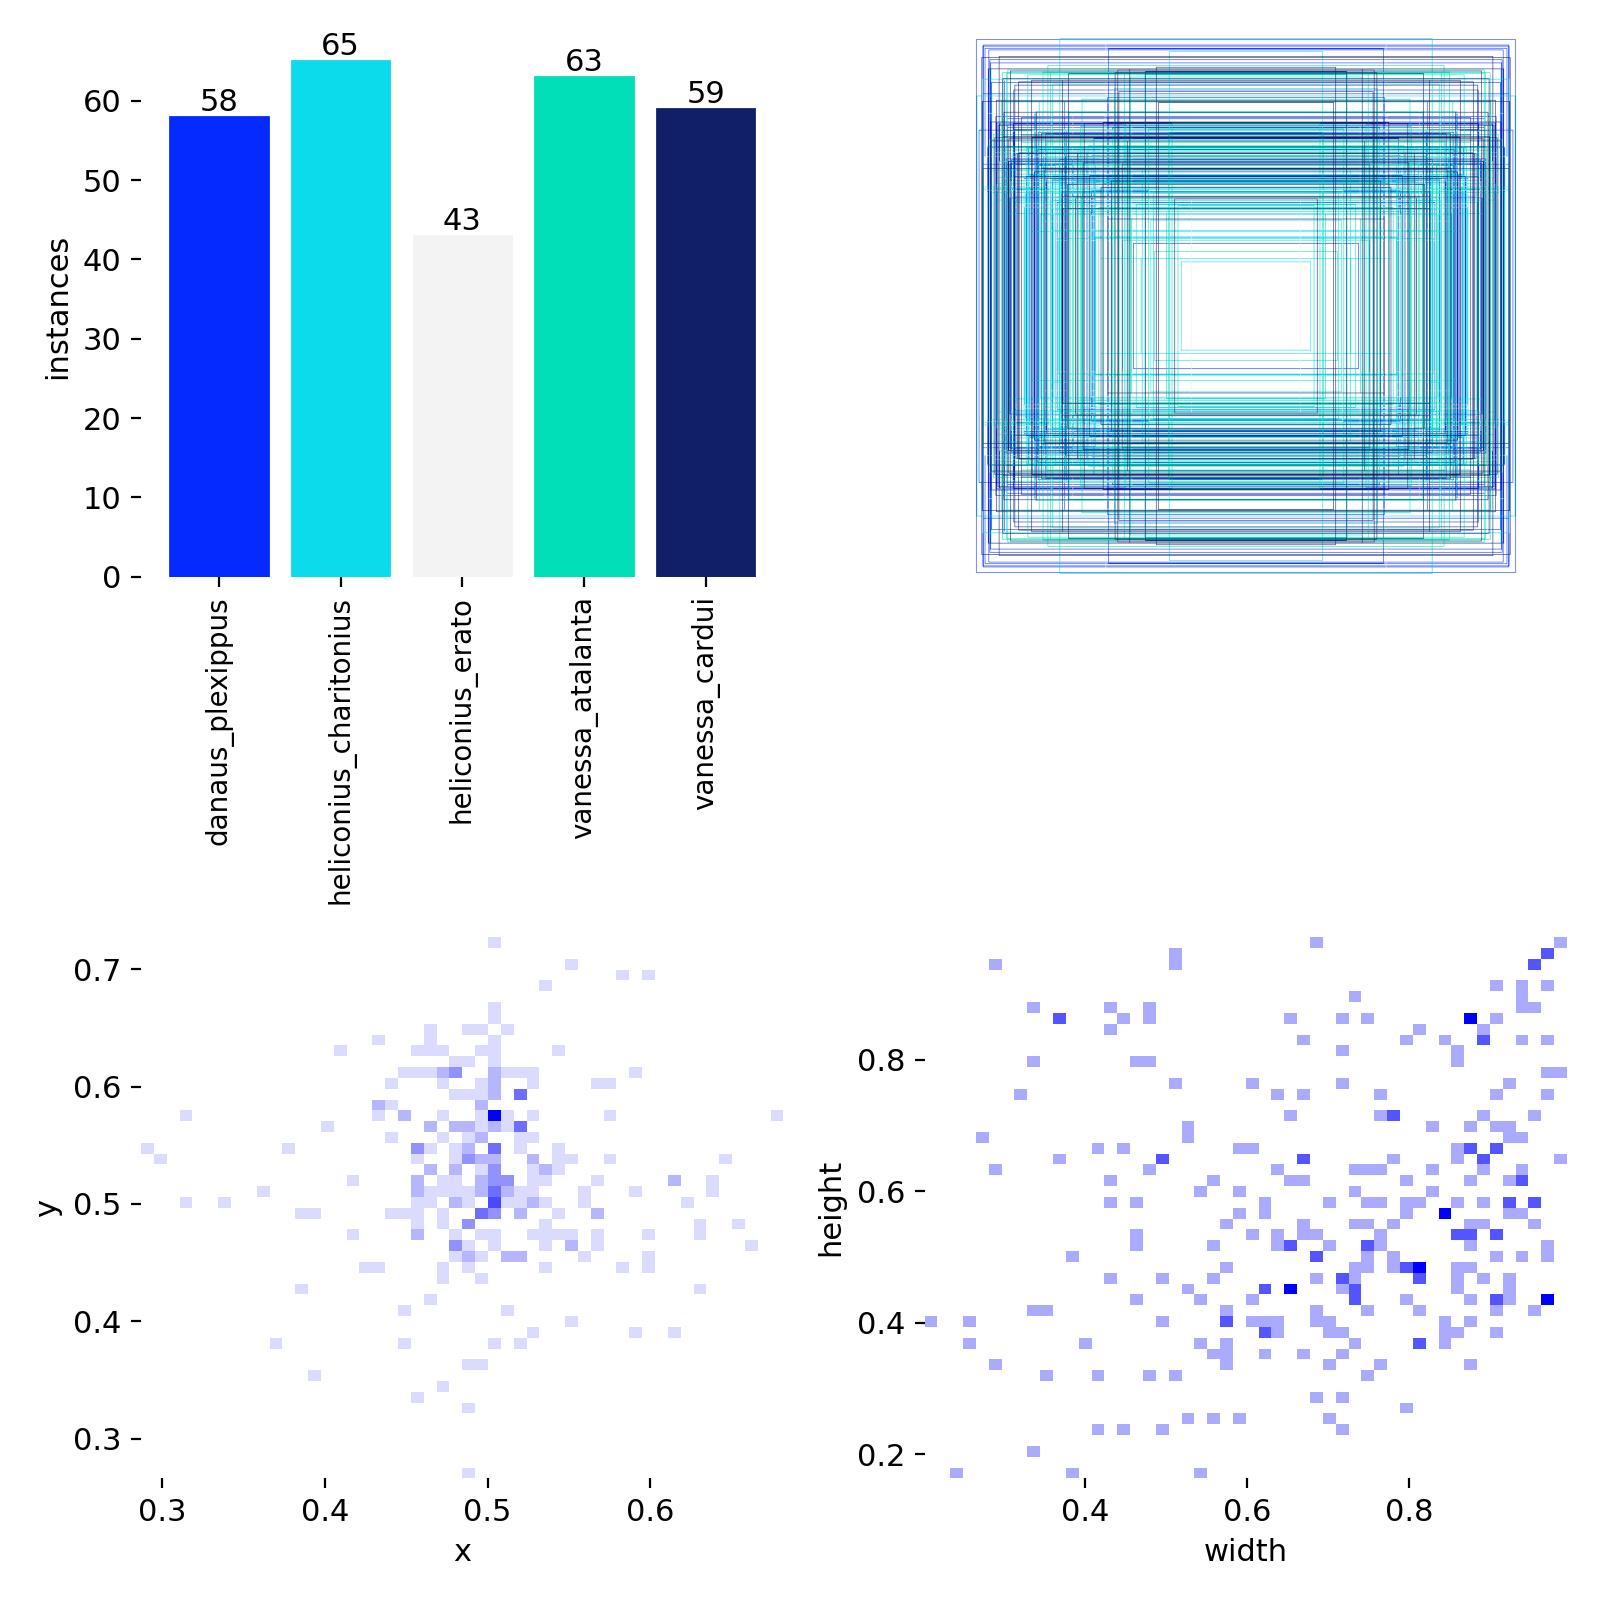 65
63
59
58
43
60
50
40
30
20
10
0
instances
danaus_plexippus
heliconius_charitonius
heliconius_erato
vanessa_atalanta
vanessa_cardui
0.7
0.6
0.5
0.4
0.3
y
0.3 0.4 0.5 0.6
x
0.8
0.6
0.4
0.2
height
0.4 0.6 0.8
width